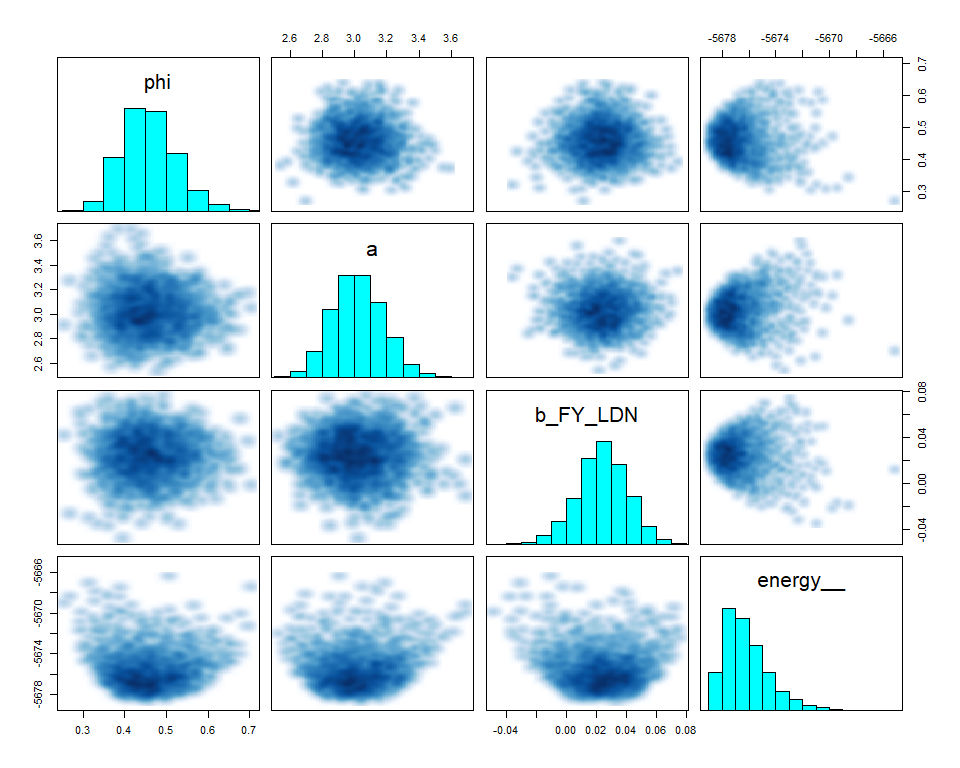 2.6 2.8 3.0 3.2 3.4 3.6 -5678 -5674 -5670 -5666
phi
0.3 0.4 0.5 0.6 0.7
a
2.6 2.8 3.0 3.2 3.4 3.6
b_FY_LDN
-0.04 0.00 0.04 0.08
energy__
-5678 -5674 -5670 -5666
0.3 0.4 0.5 0.6 0.7 -0.04 0.00 0.02 0.04 0.06 0.08